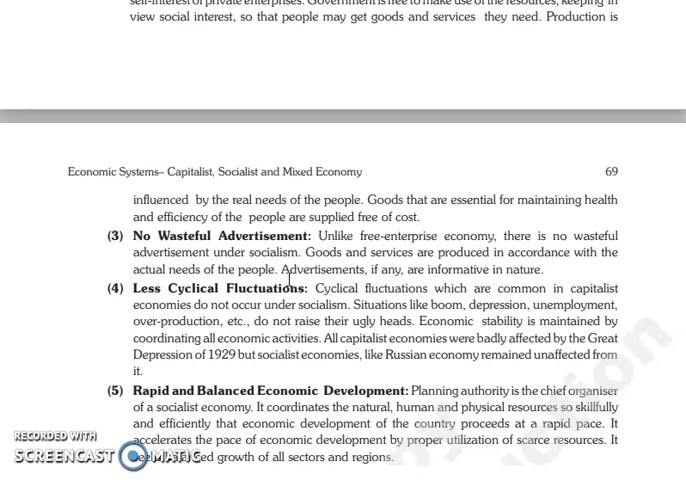 self-interest of private enterprises. Government is free to make use of the resources, keeping in
view social interest, so that people may get goods and services they need. Production is
Economic Systems– Capitalist, Socialist and Mixed Economy 69
influenced by the real needs of the people. Goods that are essential for maintaining health
and efficiency of the people are supplied free of cost.
(3) No Wasteful Advertisement: Unlike free-enterprise economy, there is no wasteful
advertisement under socialism. Goods and services are produced in accordance with the
actual needs of the people. Advertisements, if any, are informative in nature.
(4) Less Cyclical Fluctuations: Cyclical fluctuations which are common in capitalist
economies do not occur under socialism. Situations like boom, depression, unemployment,
over-production, etc., do not raise their ugly heads. Economic stability is maintained by
coordinating all economic activities. All capitalist economies were badly affected by the Great
Depression of 1929 but socialist economies, like Russian economy remained unaffected from
it.
(5) Rapid and Balanced Economic Development: Planning authority is the chief organiser
of a socialist economy. It coordinates the natural, human and physical resources so skillfully
and efficiently that economic development of the country proceeds at a rapid pace. It
accelerates the pace of economic development by proper utilization of scarce resources. It
growth of all sectors and regions.
RECORDED WITH
SCREENCAST MATIC